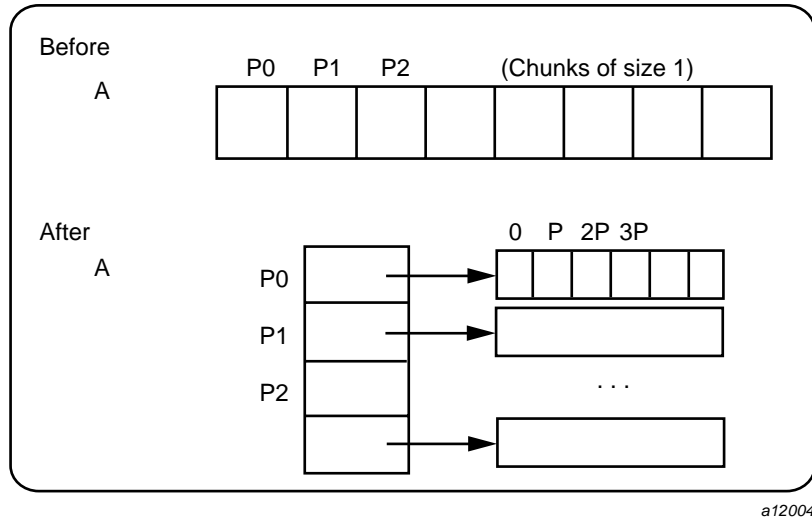 Before
P0 P1 P2 (Chunks of size 1)
A
After
0 P 2P 3P
A
P0
P1
P2
. . .
a12004